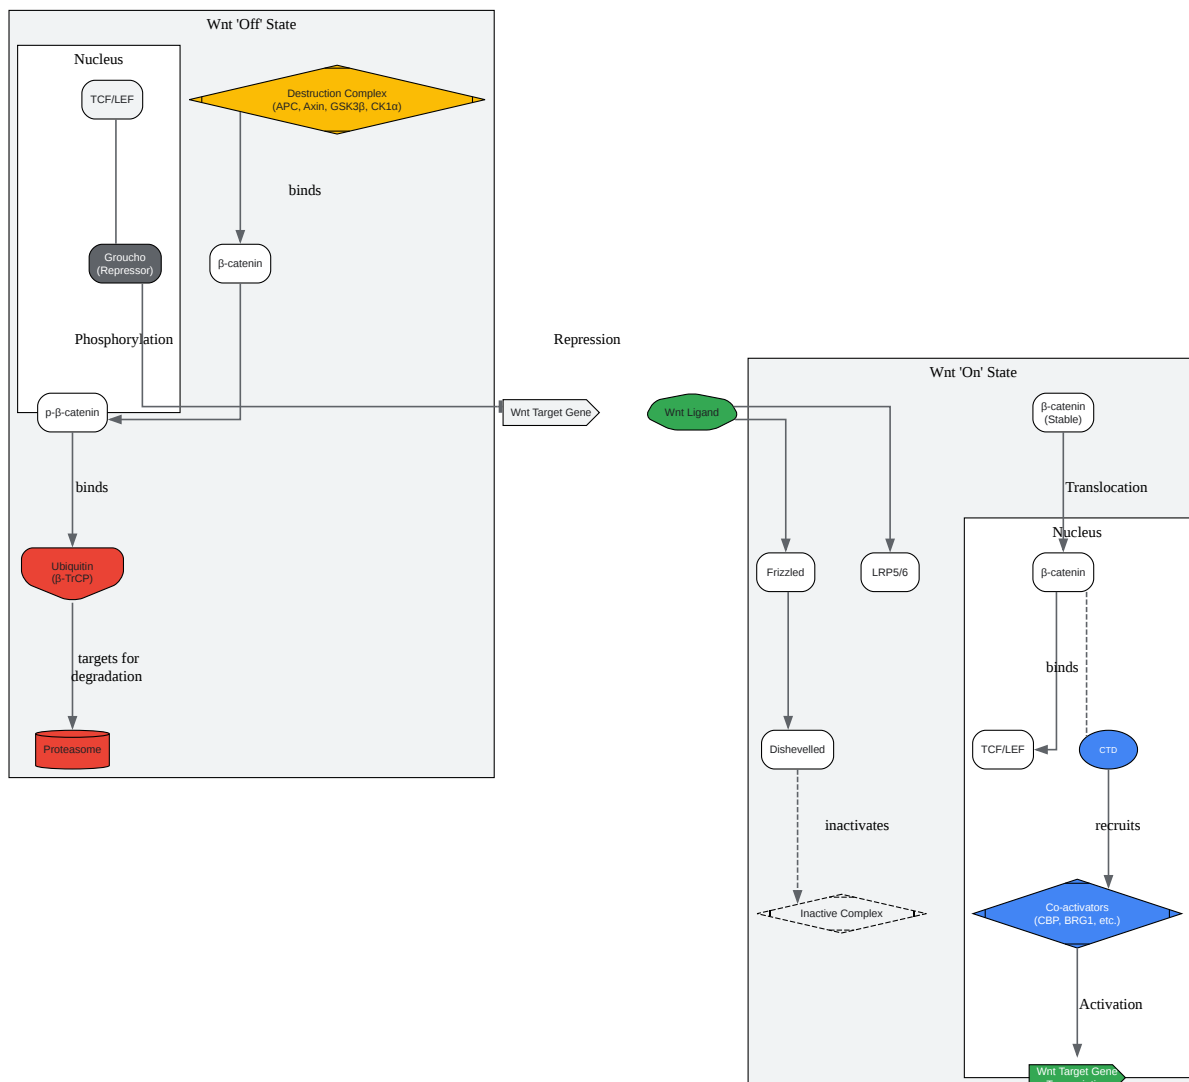 Wnt 'Off' State
Nucleus
TCF/LEF
Destruction Complex
(APC, Axin, GSK3β, CK1α)
binds
Groucho
(Repressor)
β-catenin
Phosphorylation
Repression
p-β-catenin
Wnt Target Gene
binds
Ubiquitin
(β-TrCP)
targets for
degradation
Proteasome
Wnt Ligand
Wnt 'On' State
β-catenin
(Stable)
Translocation
Nucleus
Frizzled
LRP5/6
β-catenin
binds
Dishevelled
TCF/LEF
CTD
inactivates
recruits
Inactive Complex
Co-activators
(CBP, BRG1, etc.)
Activation
Wnt Target Gene